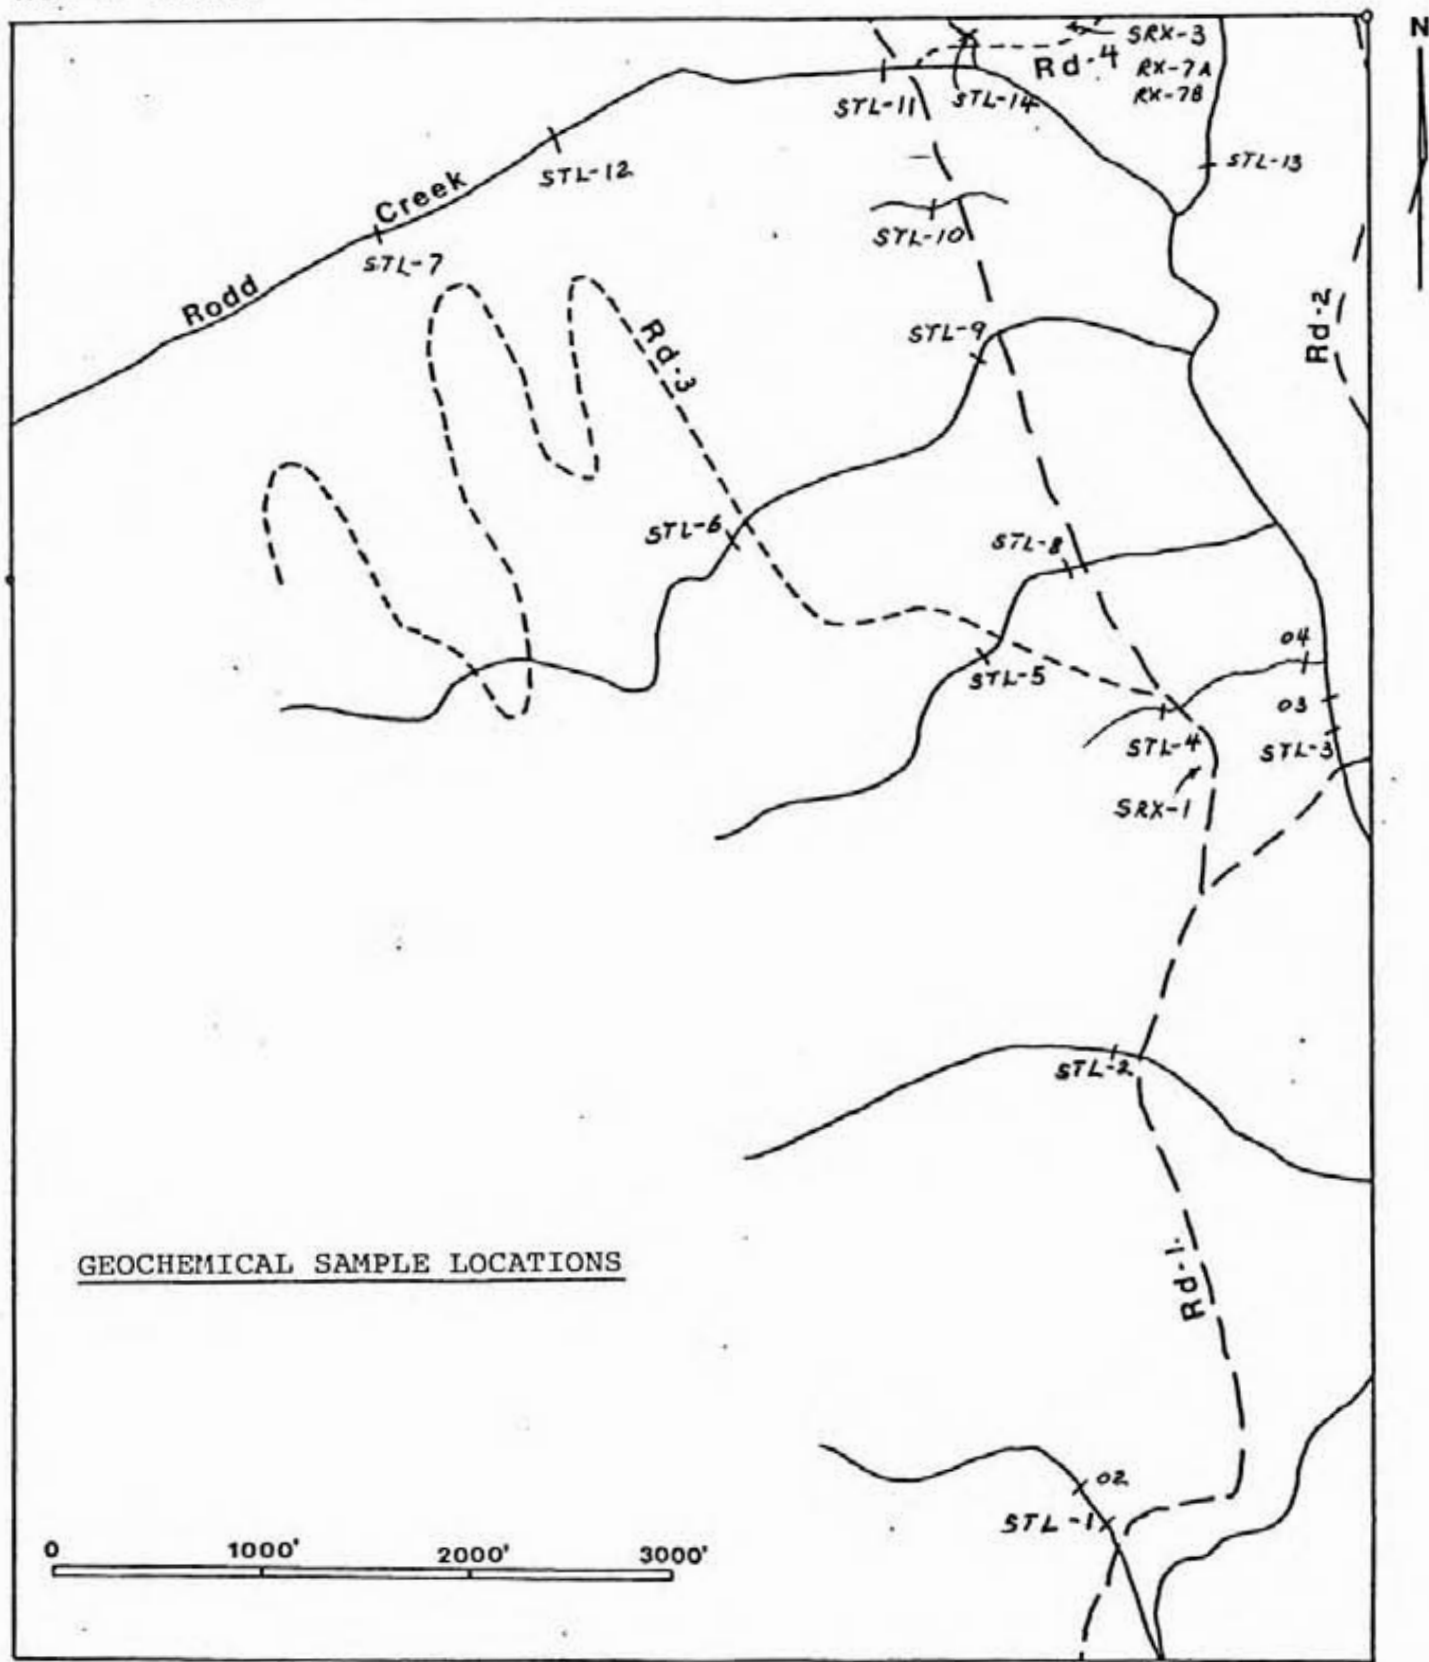 N
SRX-3
Rd-4
RX-7A
RX-7B
STL-11
STL-14
STL-12
STL-13
Creek
STL-7
STL-10
Rodd
Rd-2
STL-9
Rd-3
STL-6
STL-8
04
STL-5
03
STL-4
STL-3
SRX-1
STL-2
GEOCHEMICAL SAMPLE LOCATIONS
Rd-1.
02
STL-1
0 1000' 2000' 3000'